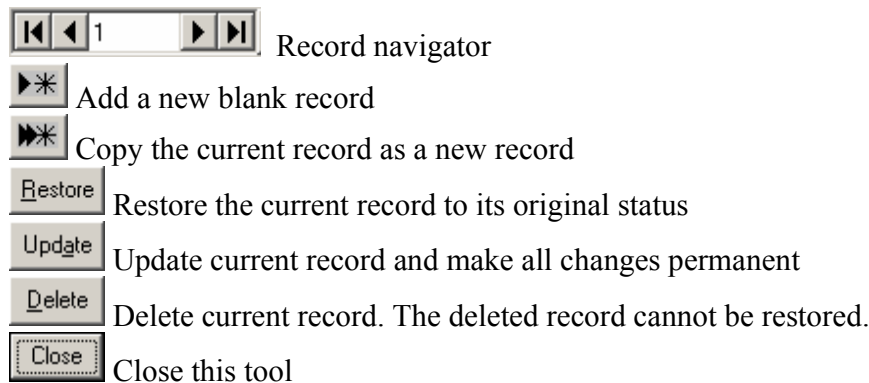 1 Record navigator
Add a new blank record
Copy the current record as a new record
Restore Restore the current record to its original status
Update Update current record and make all changes permanent
Delete Delete current record. The deleted record cannot be restored.
Close Close this tool